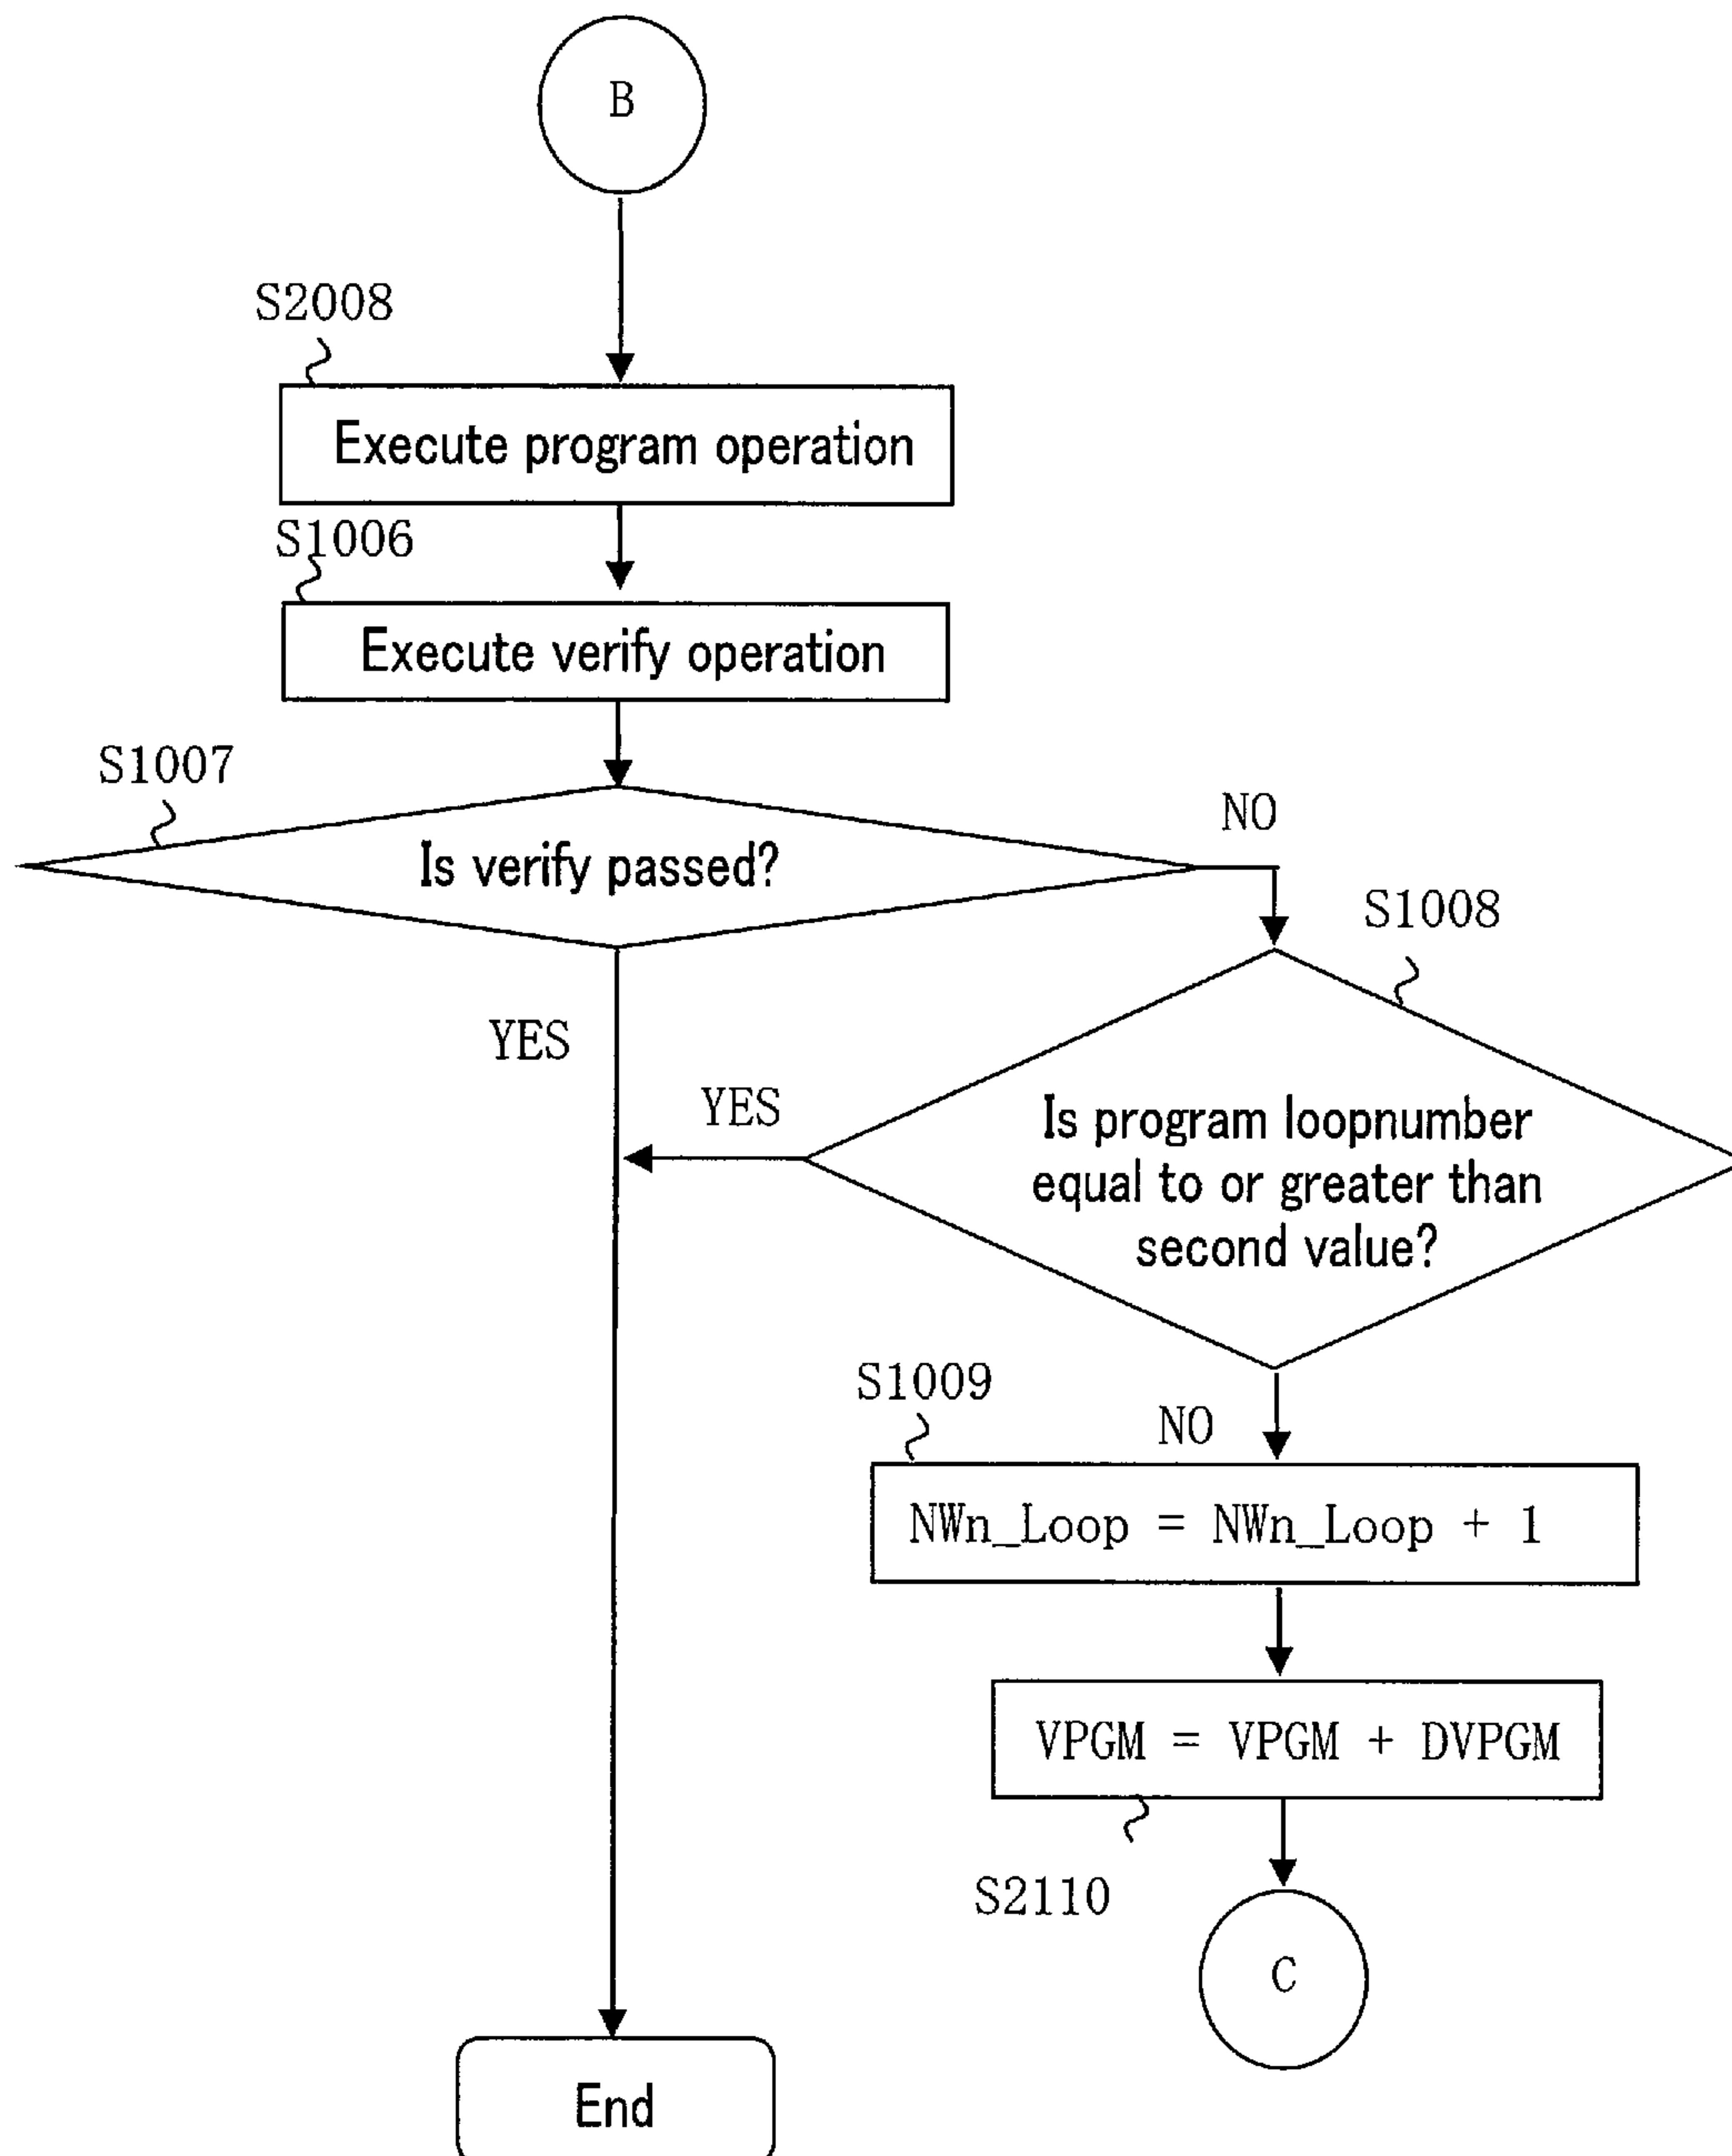 B
S2008
Execute program operation
S1006
Execute verify operation
S1007
Is verify passed?
NO
S1008
YES
YES
Is program loopnumber
equal to or greater than
second value?
S1009
NO
NWn_Loop = NWn_Loop + 1
VPGM = VPGM + DVPGM
S2110
C
End